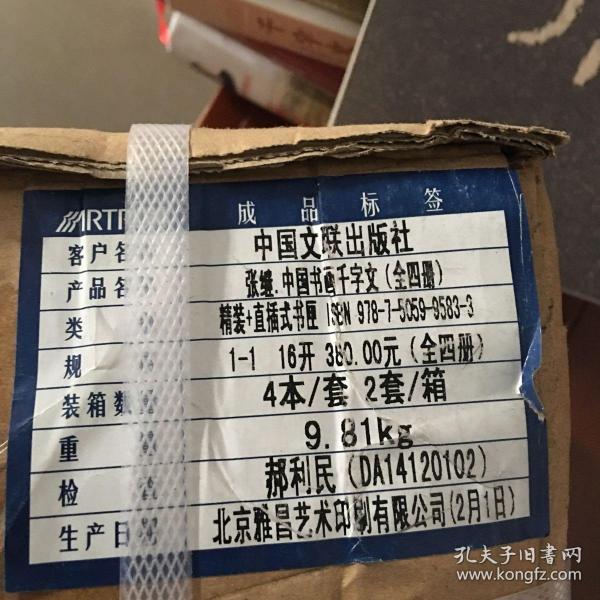 ARTR 成品标签
客户名 中国文联出版社
产品名 张继:中国书画千字文(全四册)
类 精装+直插式书匣 ISBN 978-7-5059-9583-3
规 1-1 16开 380.00元(全四册)
装箱数 4本/套 2套/箱
重 9.81kg
检 郝利民(DA14120102)
生产日 北京雅昌艺术印刷有限公司(2月1日)
孔夫子旧书网
www.kongfz.com